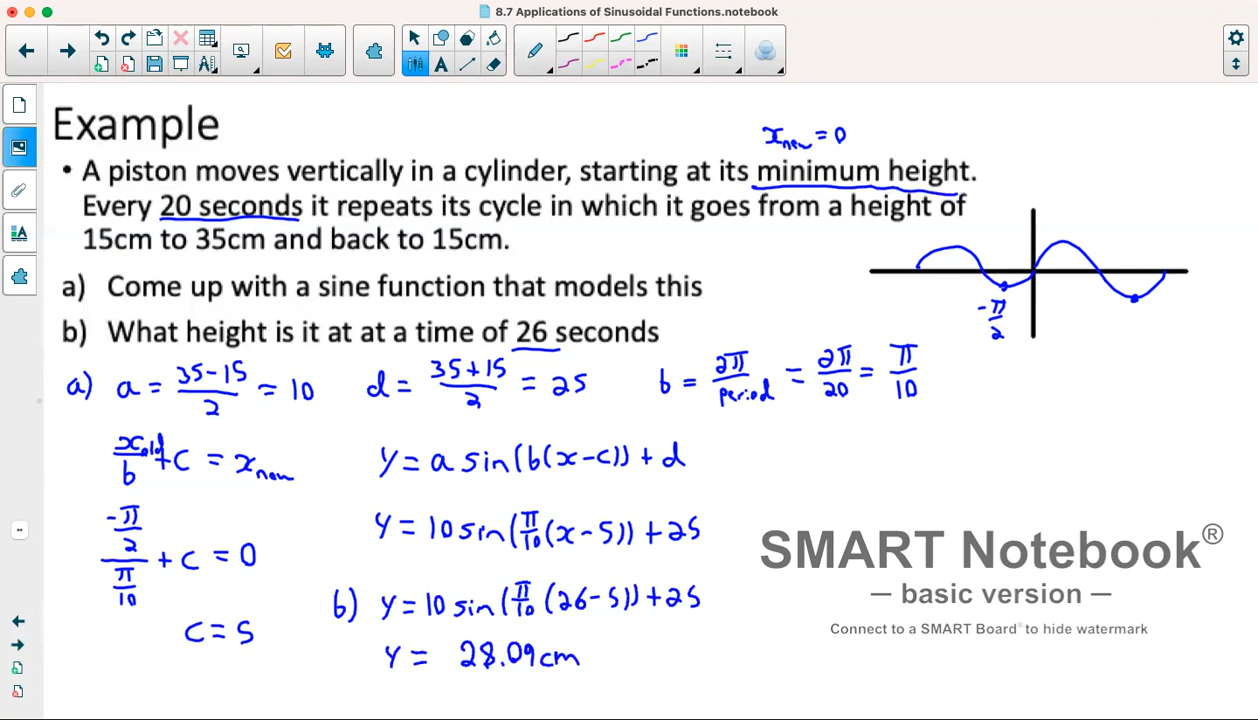 8.7 Applications of Sinusoidal Functions.notebook
Example
x_new = 0
• A piston moves vertically in a cylinder, starting at its minimum height.
Every 20 seconds it repeats its cycle in which it goes from a height of
15cm to 35cm and back to 15cm.
a) Come up with a sine function that models this
b) What height is it at at a time of 26 seconds
-π/2
a) a = (35-15)/2 = 10 d = (35+15)/2 = 25 b = 2π/period = 2π/20 = π/10
x_old/b + c = x_new y = a sin(b(x-c)) + d
(-π/2)/(π/10) + c = 0 y = 10 sin(π/10(x-5)) + 25
c = 5
b) y = 10 sin(π/10(26-5)) + 25
y = 28.09cm
SMART Notebook®
— basic version —
Connect to a SMART Board® to hide watermark